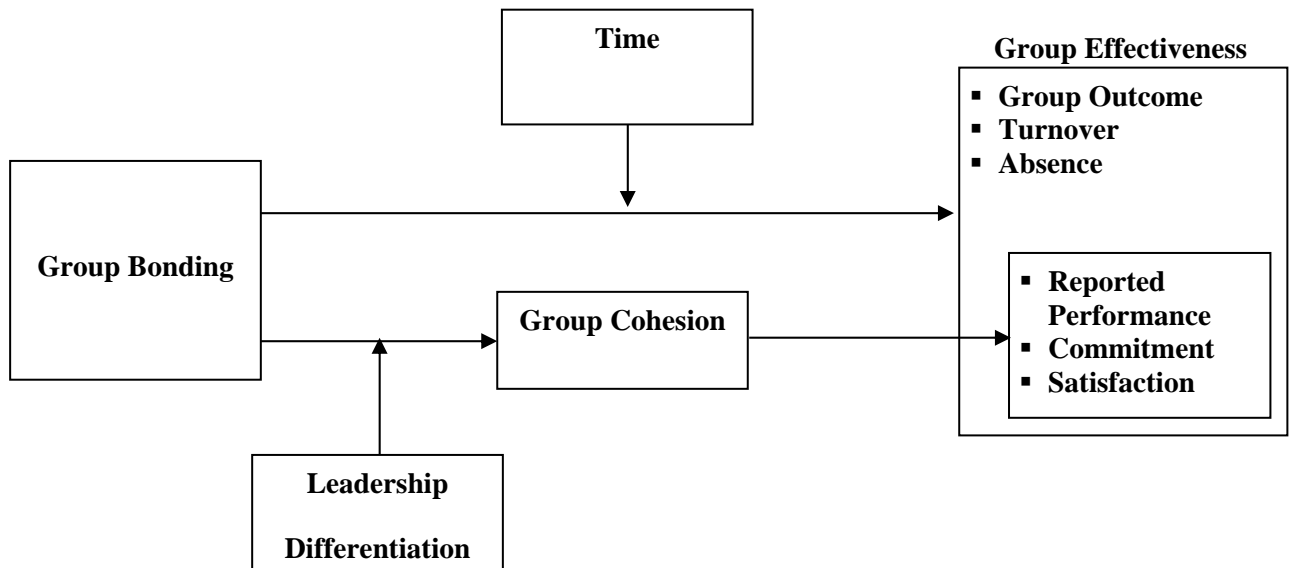 Time
Group Effectiveness
▪ Group Outcome
▪ Turnover
▪ Absence
Group Bonding
Group Cohesion
▪ Reported
Performance
▪ Commitment
▪ Satisfaction
Leadership
Differentiation